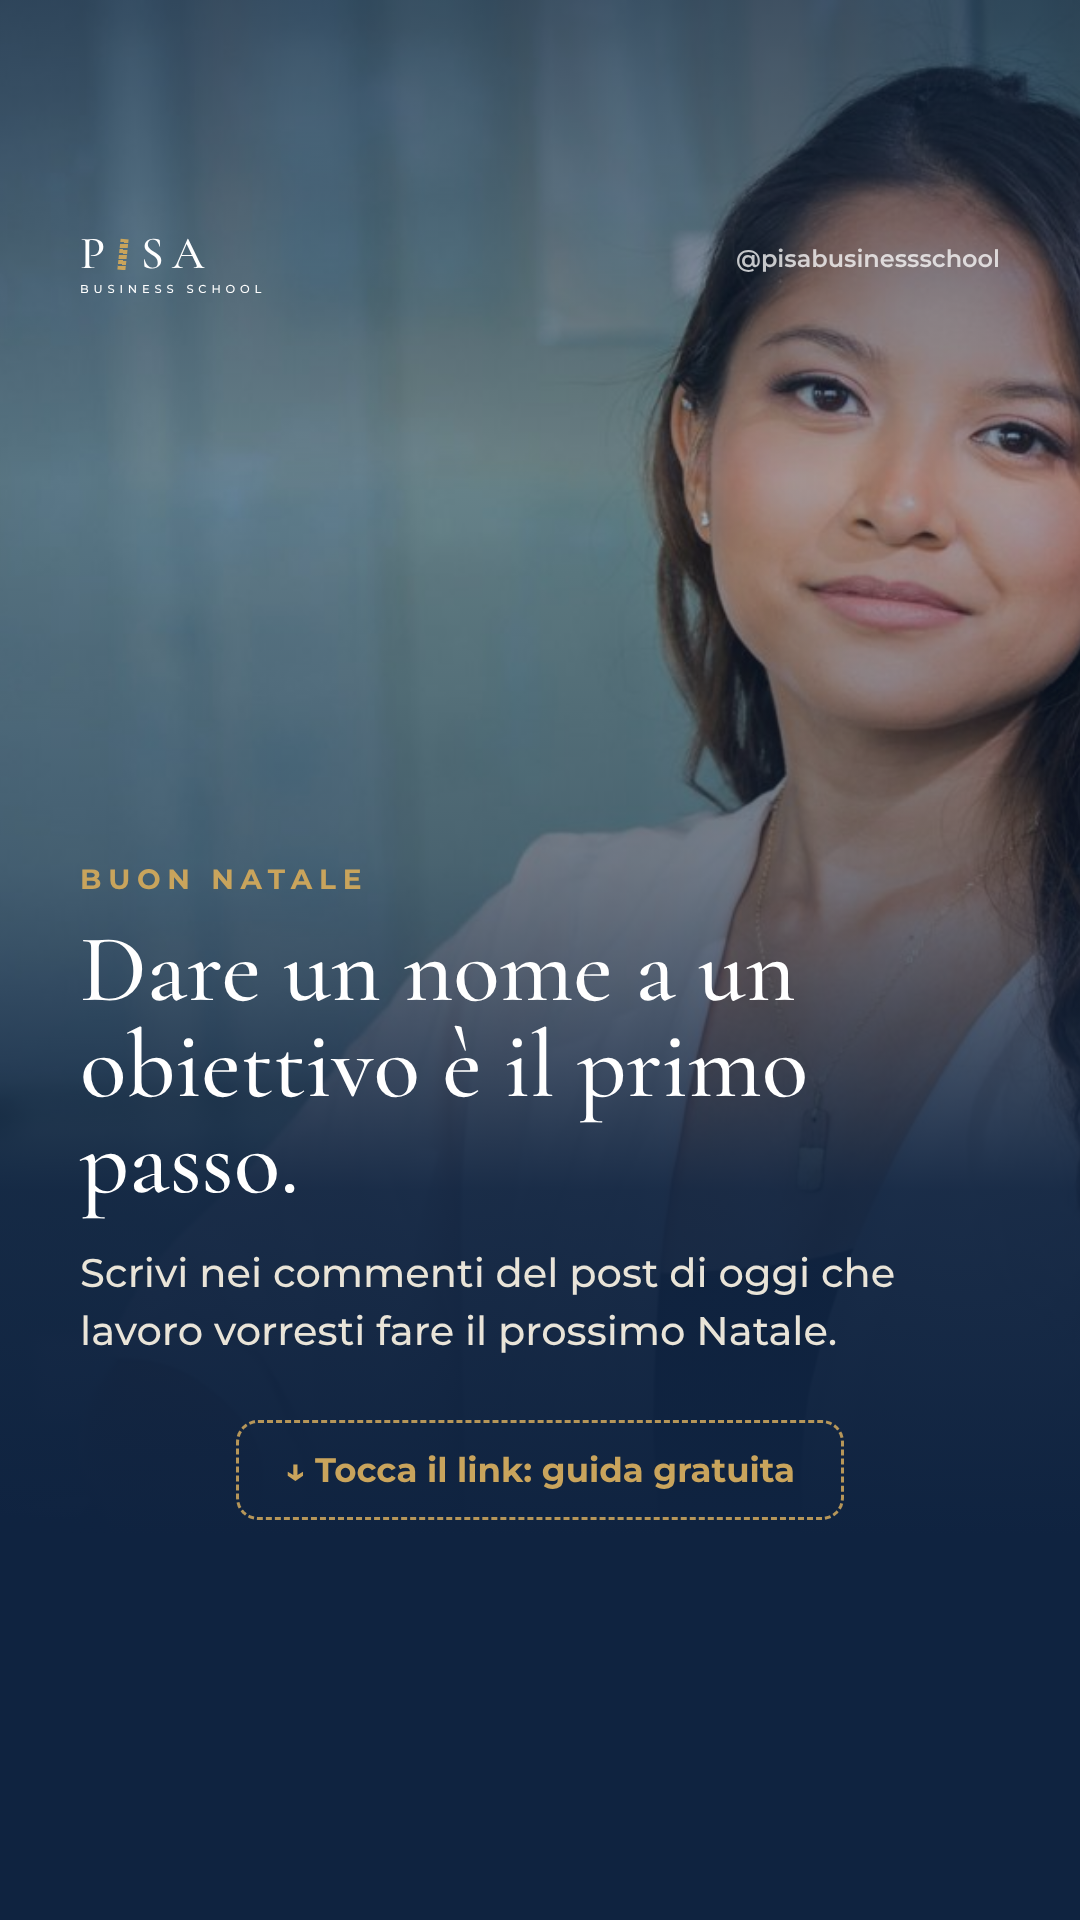 PISA
BUSINESS SCHOOL
@pisabusinessschool
BUON NATALE
Dare un nome a un
obiettivo è il primo
passo.
Scrivi nei commenti del post di oggi che
lavoro vorresti fare il prossimo Natale.
↓ Tocca il link: guida gratuita